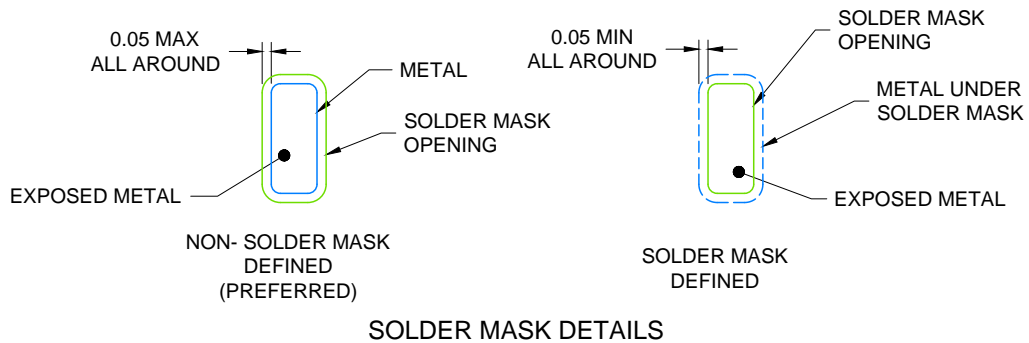 0.05 MAX
ALL AROUND
METAL
SOLDER MASK
OPENING
EXPOSED METAL
NON- SOLDER MASK
DEFINED
(PREFERRED)
0.05 MIN
ALL AROUND
SOLDER MASK
OPENING
METAL UNDER
SOLDER MASK
EXPOSED METAL
SOLDER MASK
DEFINED
SOLDER MASK DETAILS